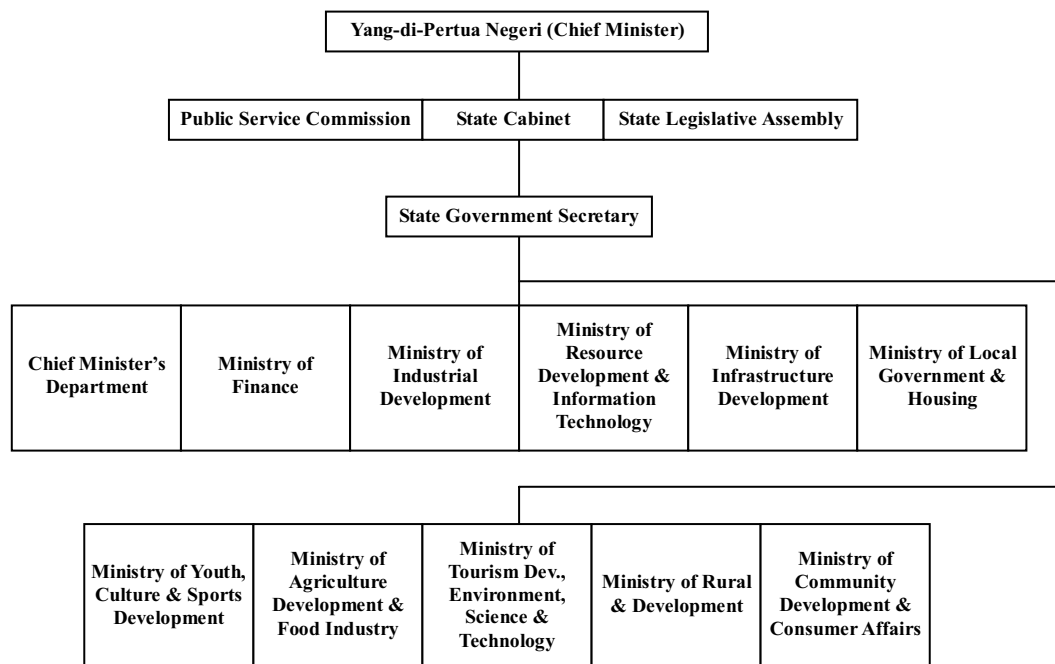 Yang-di-Pertua Negeri (Chief Minister)
Public Service Commission
State Cabinet
State Legislative Assembly
State Government Secretary
Chief Minister’s
Department
Ministry of
Finance
Ministry of
Industrial
Development
Ministry of
Resource
Development &
Information
Technology
Ministry of
Infrastructure
Development
Ministry of Local
Government &
Housing
Ministry of Youth,
Culture & Sports
Development
Ministry of
Agriculture
Development &
Food Industry
Ministry of
Tourism Dev.,
Environment,
Science &
Technology
Ministry of Rural
& Development
Ministry of
Community
Development &
Consumer Affairs